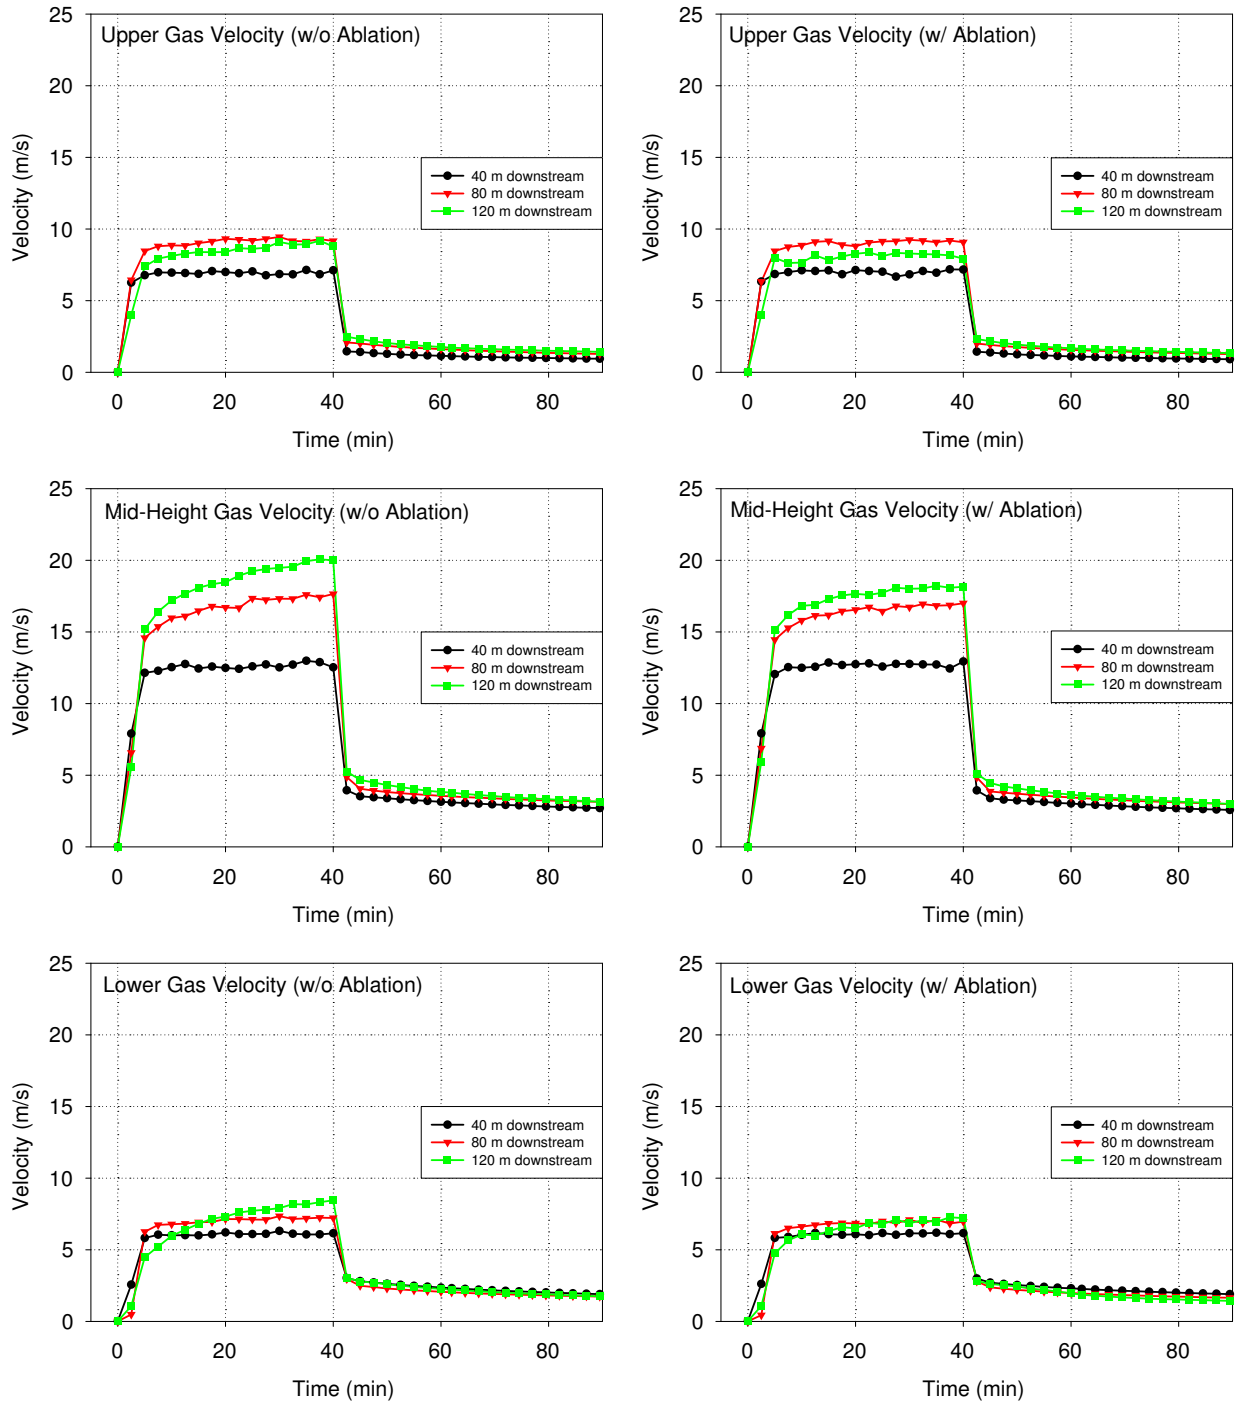 Upper Gas Velocity (w/o Ablation)
25
20
15
10
5
0
Velocity (m/s)
40 m downstream
80 m downstream
120 m downstream
0 20 40 60 80
Time (min)
Upper Gas Velocity (w/ Ablation)
25
20
15
10
5
0
Velocity (m/s)
40 m downstream
80 m downstream
120 m downstream
0 20 40 60 80
Time (min)
Mid-Height Gas Velocity (w/o Ablation)
25
20
15
10
5
0
Velocity (m/s)
40 m downstream
80 m downstream
120 m downstream
0 20 40 60 80
Time (min)
Mid-Height Gas Velocity (w/ Ablation)
25
20
15
10
5
0
Velocity (m/s)
40 m downstream
80 m downstream
120 m downstream
0 20 40 60 80
Time (min)
Lower Gas Velocity (w/o Ablation)
25
20
15
10
5
0
Velocity (m/s)
40 m downstream
80 m downstream
120 m downstream
0 20 40 60 80
Time (min)
Lower Gas Velocity (w/ Ablation)
25
20
15
10
5
0
Velocity (m/s)
40 m downstream
80 m downstream
120 m downstream
0 20 40 60 80
Time (min)